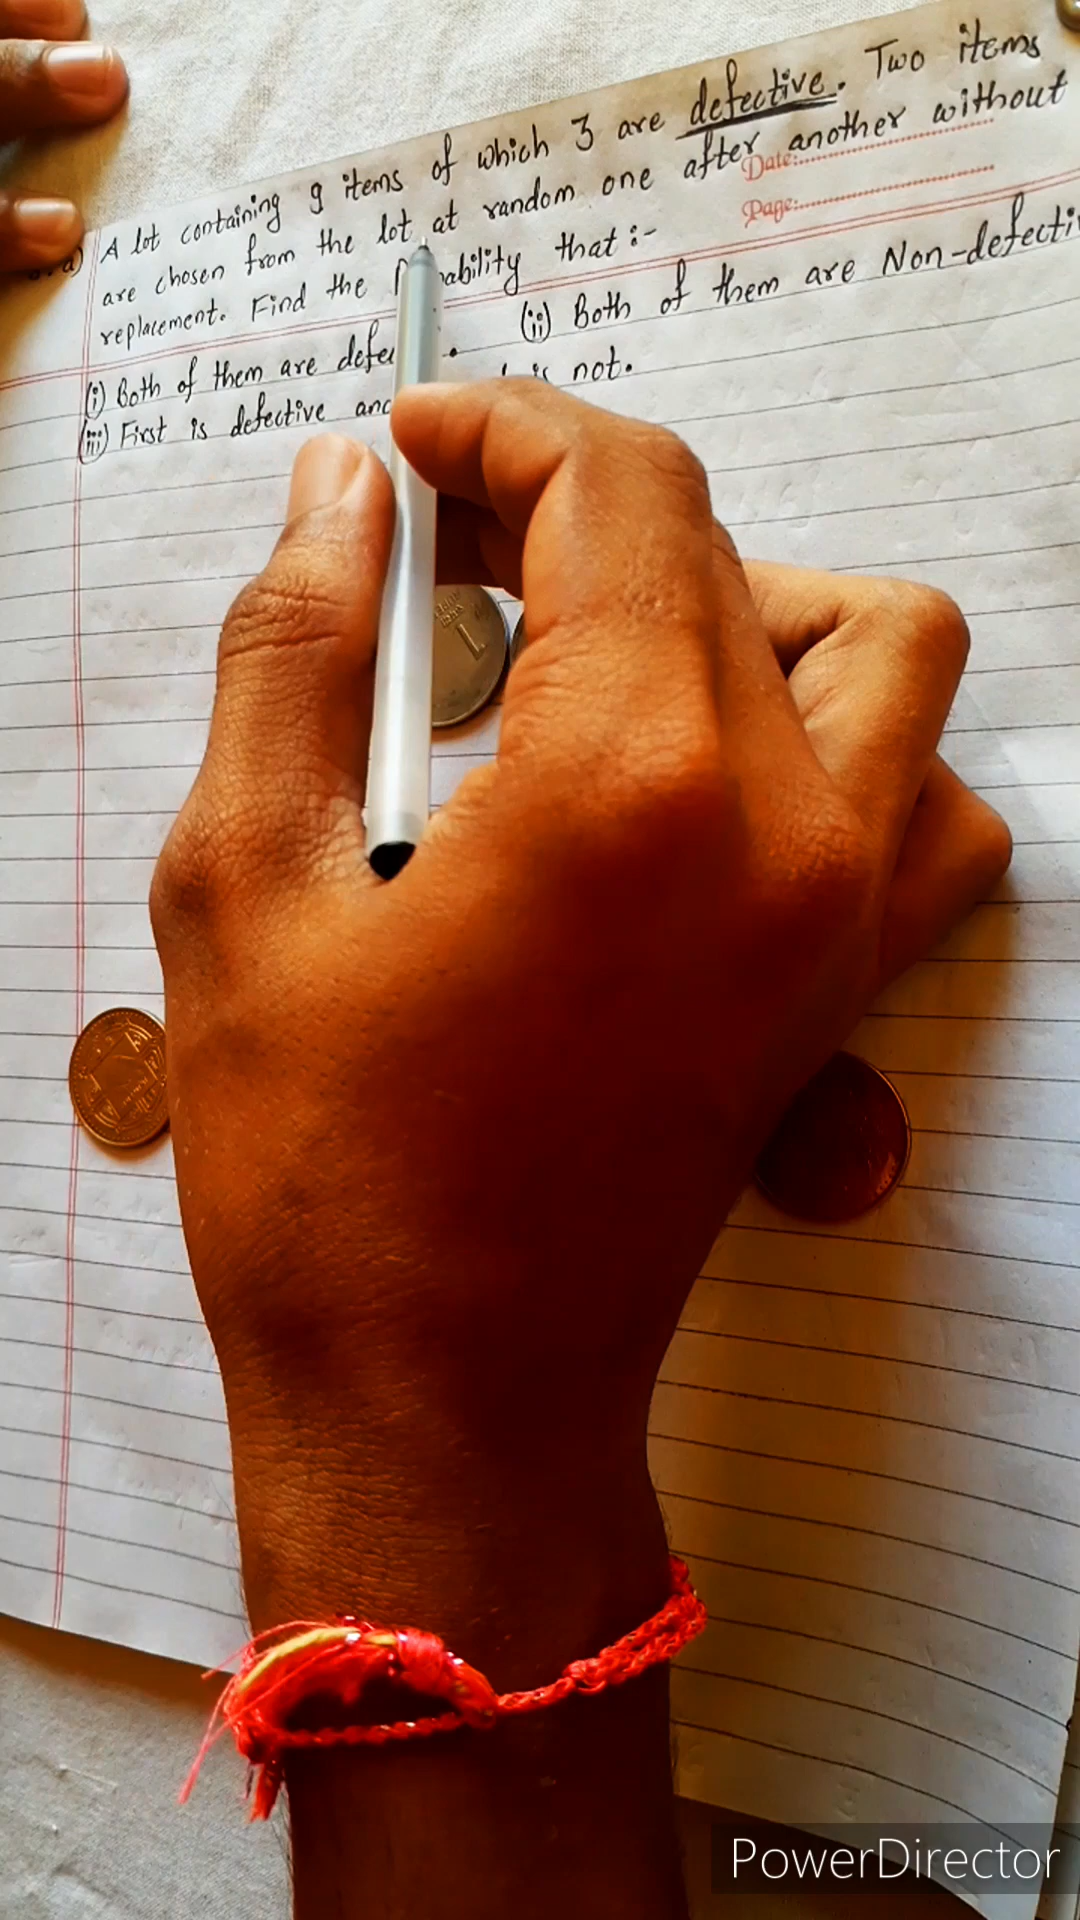 a) A lot containing 9 items of which 3 are defective. Two items
are chosen from the lot at random one after another without
replacement. Find the that :-
(i) Both of them are (ii) Both of them are Non-defecti
(iii) First is defective is not.
Date:
Page:
1
PowerDirector